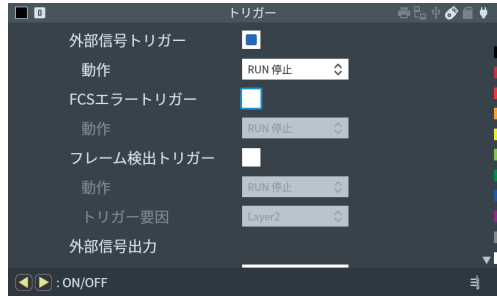 0 トリガー
外部信号トリガー
動作 RUN 停止
FCSエラートリガー
動作 RUN 停止
フレーム検出トリガー
動作 RUN 停止
トリガー要因 Layer2
外部信号出力
: ON/OFF